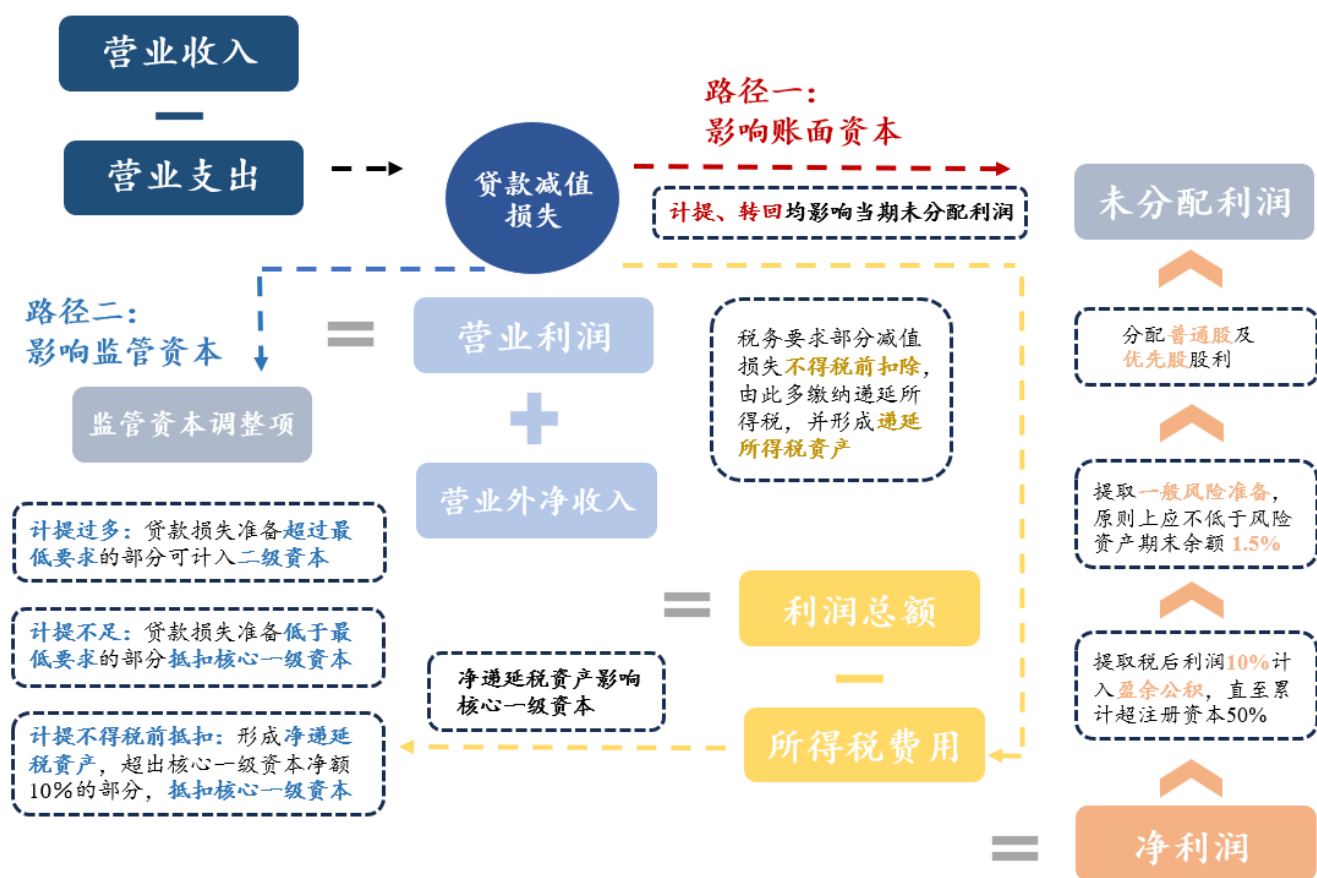 营业收入
营业支出
贷款减值
损失
路径一：
影响账面资本
计提、转回均影响当期未分配利润
未分配利润
路径二：
影响监管资本
监管资本调整项
营业利润
营业外净收入
税务要求部分减值
损失不得税前扣除，
由此多缴纳递延所
得税，并形成递延
所得税资产
分配普通股及
优先股股利
提取一般风险准备，
原则上应不低于风险
资产期末余额 1.5%
计提过多：贷款损失准备超过最
低要求的部分可计入二级资本
计提不足：贷款损失准备低于最
低要求的部分抵扣核心一级资本
计提不得税前抵扣：形成净递延
税资产，超出核心一级资本净额
10%的部分，抵扣核心一级资本
净递延税资产影响
核心一级资本
利润总额
所得税费用
提取税后利润10%计
入盈余公积，直至累
计超注册资本50%
净利润